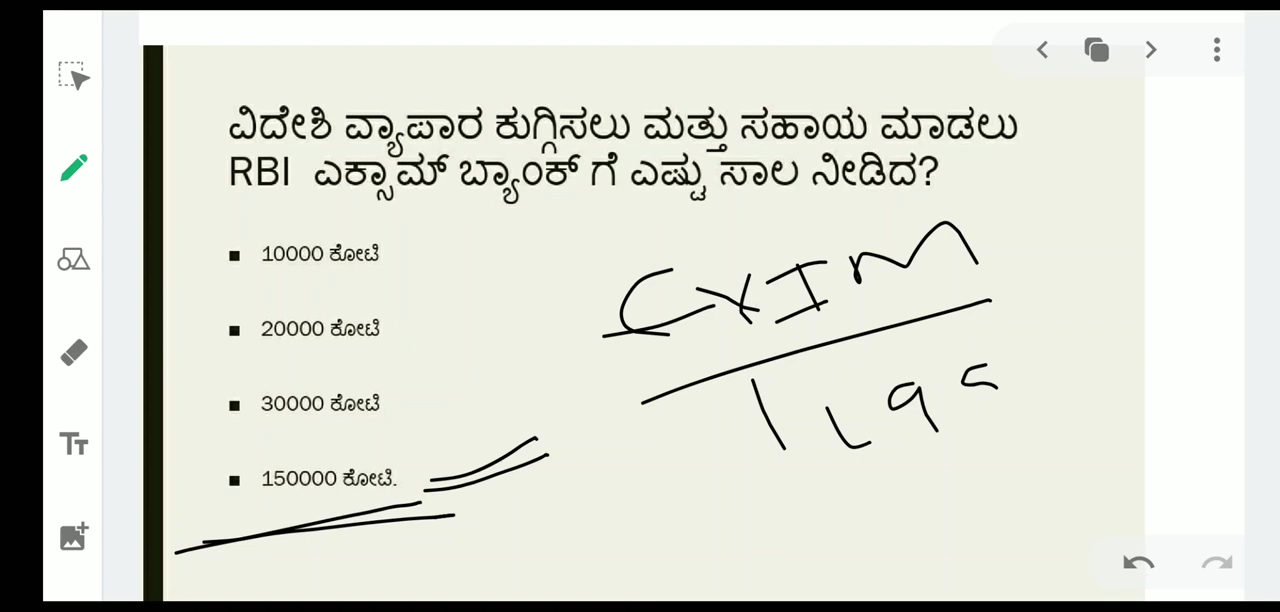 ವಿದೇಶಿ ವ್ಯಾಪಾರ ಕುಗ್ಗಿಸಲು ಮತ್ತು ಸಹಾಯ ಮಾಡಲು
RBI ಎಕ್ಸಾಮ್ ಬ್ಯಾಂಕ್ ಗೆ ಎಷ್ಟು ಸಾಲ ನೀಡಿದ?
10000 ಕೋಟಿ
20000 ಕೋಟಿ
30000 ಕೋಟಿ
150000 ಕೋಟಿ.
EXIM